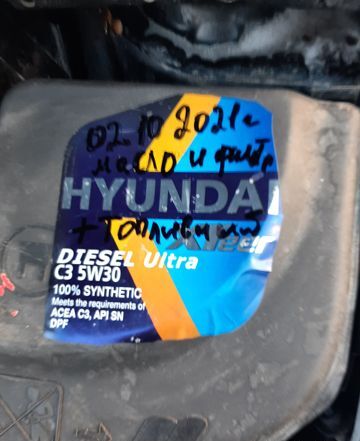 02.10.2021г
масло и фильтр
HYUNDAI
+ Топливный
XTeer
DIESEL Ultra
C3 5W30
100% SYNTHETIC
Meets the requirements of
ACEA C3, API SN
DPF